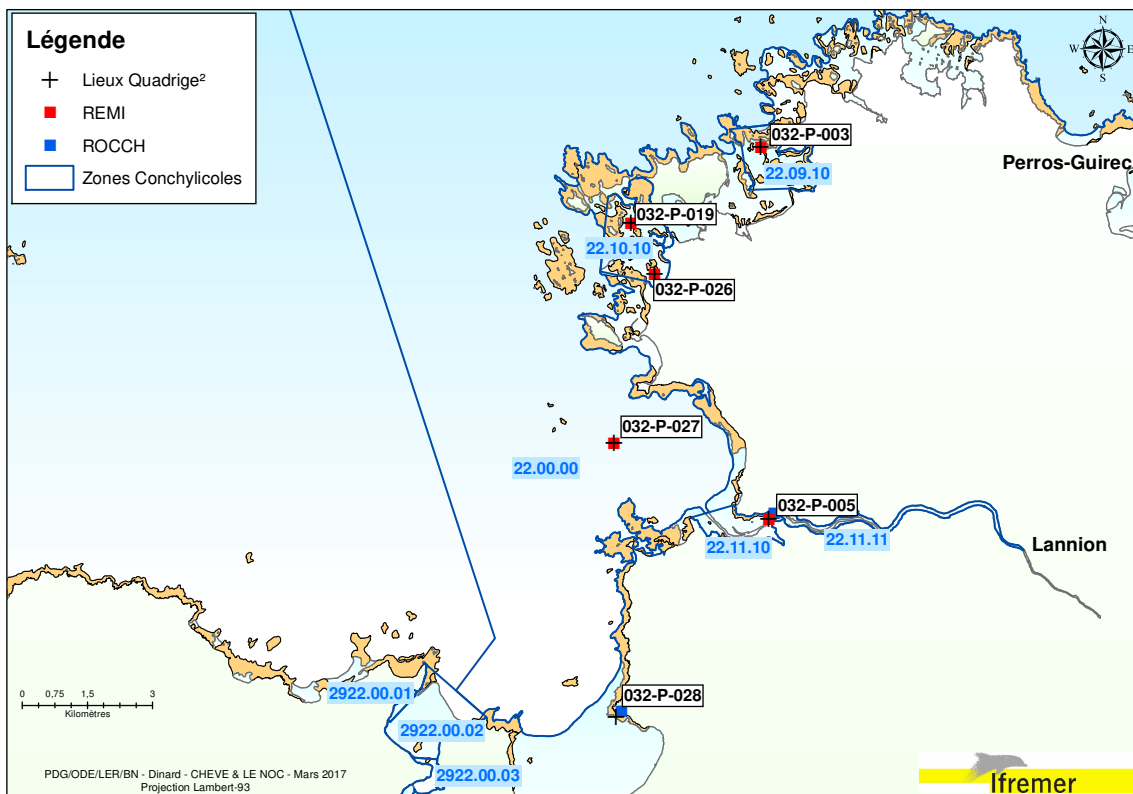 Légende
Lieux Quadrige²
REMI
ROCCH
Zones Conchylicoles
N
W E
S
032-P-003
Perros-Guirec
22.09.10
032-P-019
22.10.10
032-P-026
032-P-027
22.00.00
032-P-005
22.11.10
22.11.11
Lannion
2922.00.01
032-P-028
0 0,75 1,5 3
Kilomètres
2922.00.02
2922.00.03
PDG/ODE/LER/BN - Dinard - CHEVE & LE NOC - Mars 2017
Projection Lambert-93
Ifremer